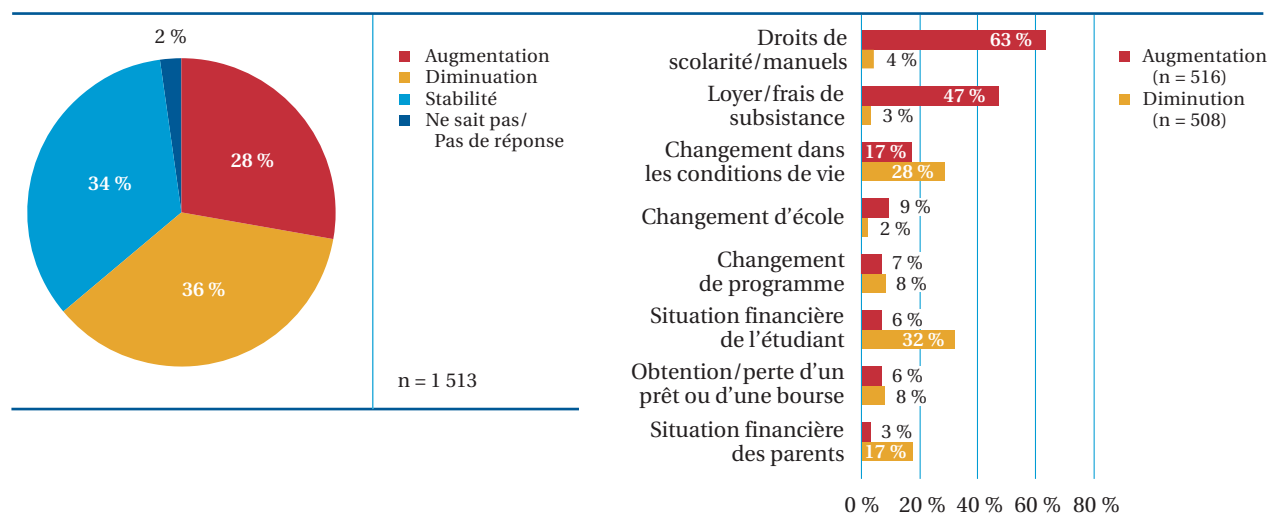 2 %
28 %
34 %
36 %
Augmentation
Diminuation
Stabilité
Ne sait pas/
Pas de réponse
n = 1 513
Droits de
scolarité/manuels
63 %
4 %
Loyer/frais de
subsistance
47 %
3 %
Changement dans
les conditions de vie
17 %
28 %
Changement d’école
9 %
2 %
Changement
de programme
7 %
8 %
Situation financière
de l’étudiant
6 %
32 %
Obtention/perte d’un
prêt ou d’une bourse
6 %
8 %
Situation financière
des parents
3 %
17 %
0 % 20 % 40 % 60 % 80 %
Augmentation
(n = 516)
Diminution
(n = 508)